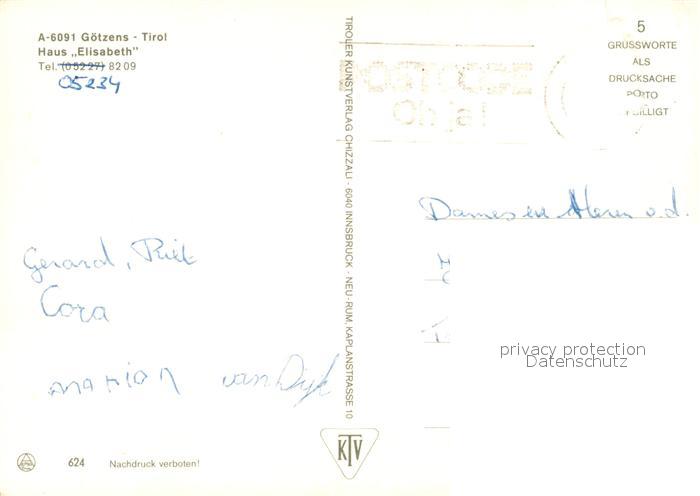 A-6091 Götzens - Tirol
Haus „Elisabeth"
Tel. (05227) 8209
05234
Gerard, Riet
Cora
marion van Dijk
624 Nachdruck verboten!
TIROLER KUNSTVERLAG CHIZZALI - 6040 INNSBRUCK - NEU-RUM, KAPLANSTRASSE 10
KTV
POSTCODE
Oh ja!
5
GRUSSWORTE
ALS
DRUCKSACHE
PORTO
Dames en Heren v.d.
privacy protection
Datenschutz